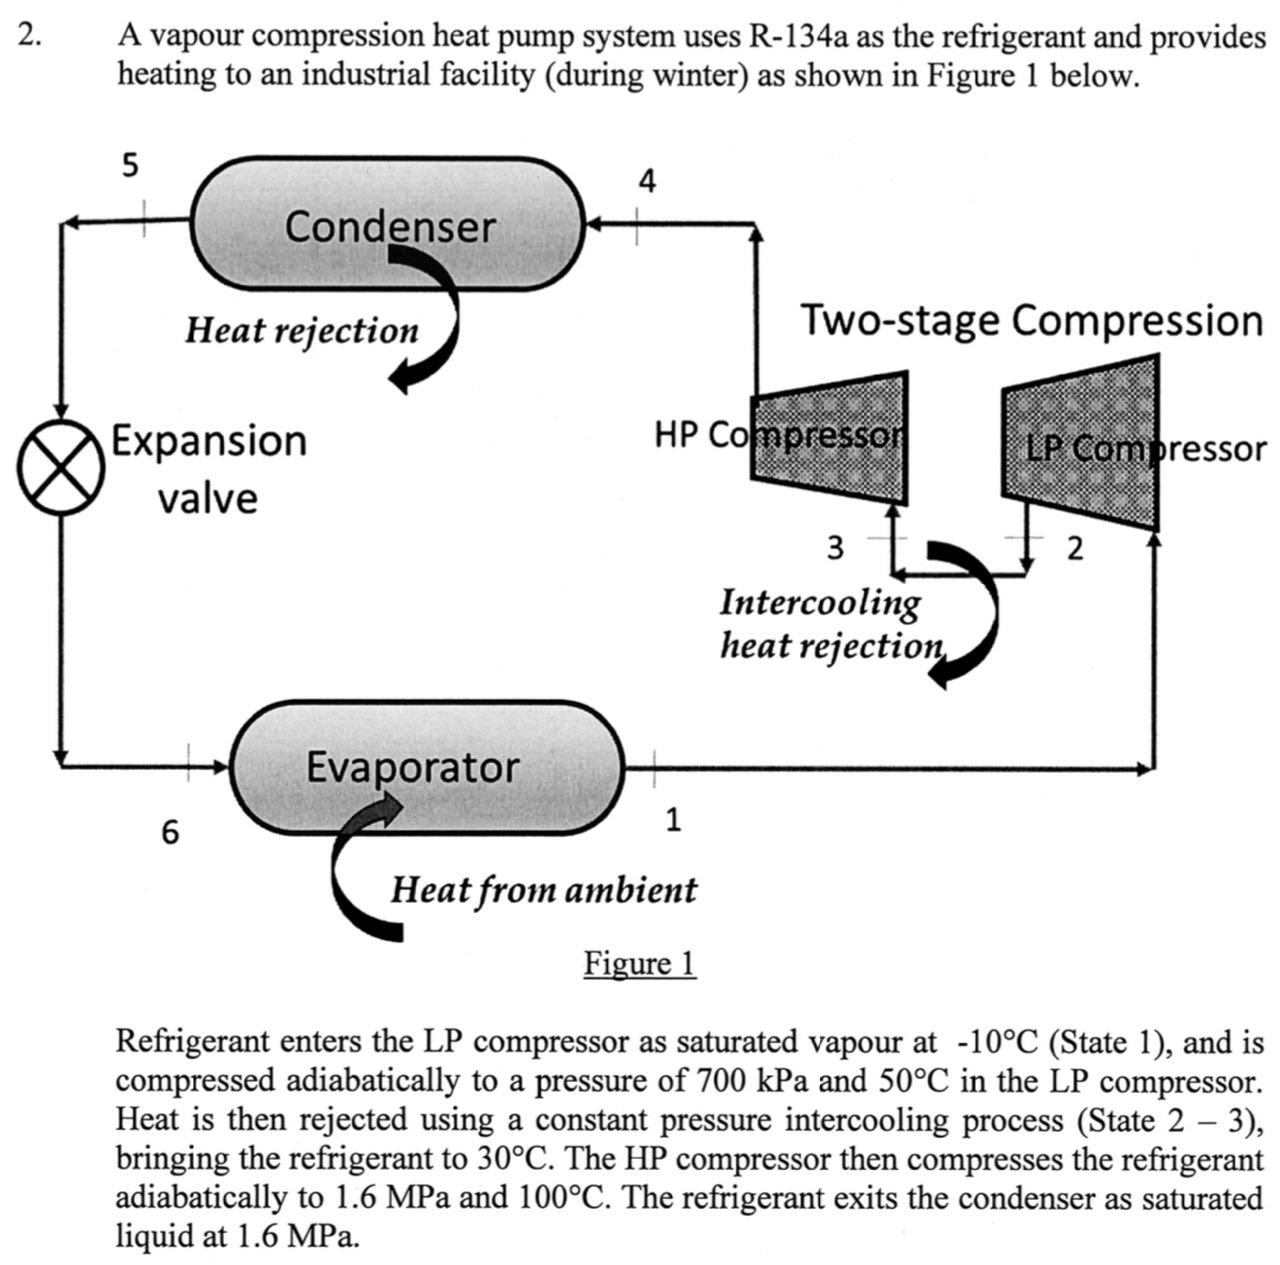 2. A vapour compression heat pump system uses R-134a as the refrigerant and provides
heating to an industrial facility (during winter) as shown in Figure 1 below.
5
4
Condenser
Heat rejection
Two-stage Compression
Expansion
valve
HP Compressor
LP Compressor
3
2
Intercooling
heat rejection
Evaporator
6
1
Heat from ambient
Figure 1
Refrigerant enters the LP compressor as saturated vapour at -10°C (State 1), and is
compressed adiabatically to a pressure of 700 kPa and 50°C in the LP compressor.
Heat is then rejected using a constant pressure intercooling process (State 2 – 3),
bringing the refrigerant to 30°C. The HP compressor then compresses the refrigerant
adiabatically to 1.6 MPa and 100°C. The refrigerant exits the condenser as saturated
liquid at 1.6 MPa.